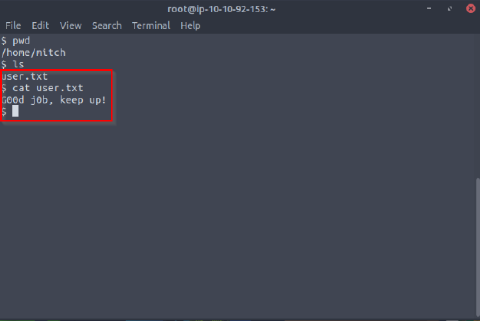 root@ip-10-10-92-153: ~
File Edit View Search Terminal Help
$ pwd
/home/mitch
$ ls
user.txt
$ cat user.txt
G00d j0b, keep up!
$